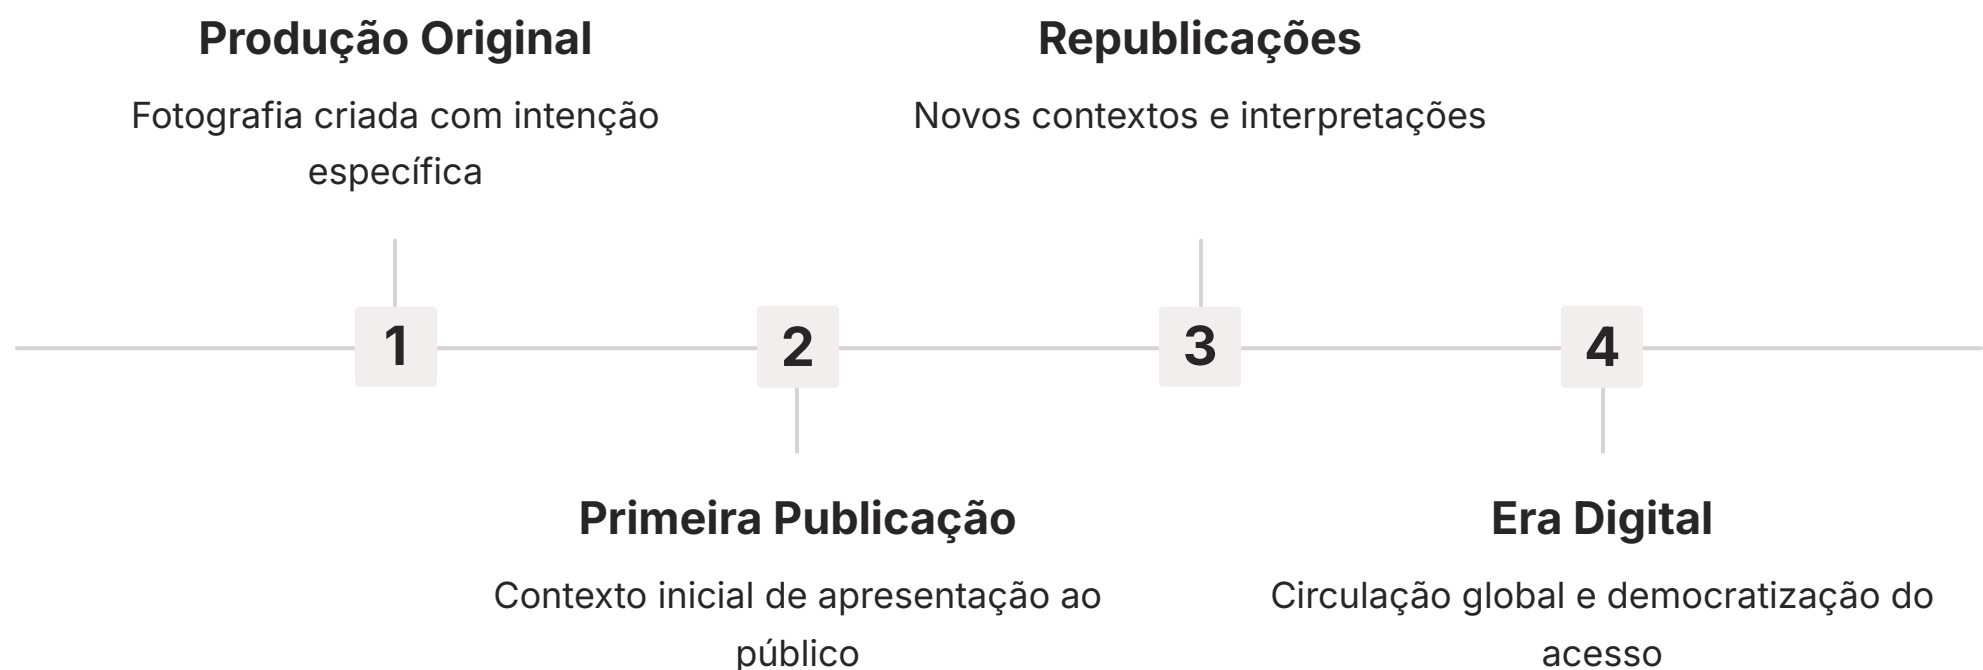 Produção Original
Fotografia criada com intenção
específica
Republicações
Novos contextos e interpretações
1
2
3
4
Primeira Publicação
Contexto inicial de apresentação ao
público
Era Digital
Circulação global e democratização do
acesso